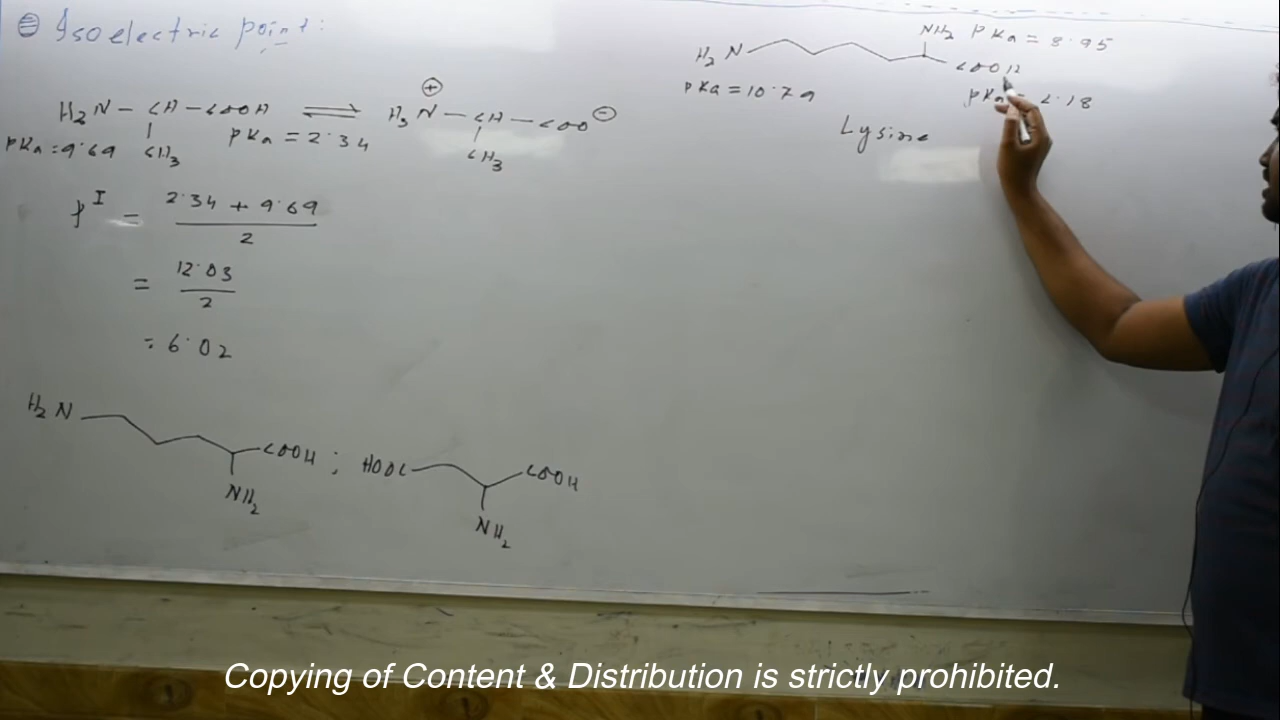 Isoelectric point:
H₂N – CH – COOH ⇌ H₃N⊕ – CH – COO⊖
CH₃
CH₃
pKa = 9.69
pKa = 2.34
pI = 2.34 + 9.69 / 2
= 12.03 / 2
= 6.02
H₂N
COOH ;
NH₂
HOOC
COOH
NH₂
NH₂ pKa = 8.95
H₂N
COOH
pKa = 10.79
pKa = 2.18
Lysine
Copying of Content & Distribution is strictly prohibited.